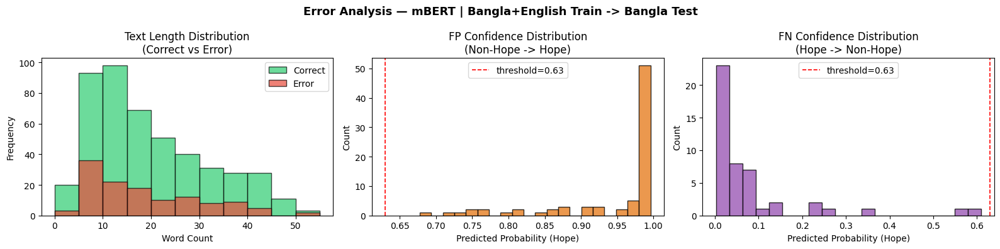 Error Analysis — mBERT | Bangla+English Train -> Bangla Test
Text Length Distribution
(Correct vs Error)
Correct
Error
100
80
60
40
20
0
Frequency
0
10
20
30
40
50
Word Count
FP Confidence Distribution
(Non-Hope -> Hope)
threshold=0.63
50
40
30
20
10
0
Count
0.65
0.70
0.75
0.80
0.85
0.90
0.95
1.00
Predicted Probability (Hope)
FN Confidence Distribution
(Hope -> Non-Hope)
threshold=0.63
20
15
10
5
0
Count
0.0
0.1
0.2
0.3
0.4
0.5
0.6
Predicted Probability (Hope)